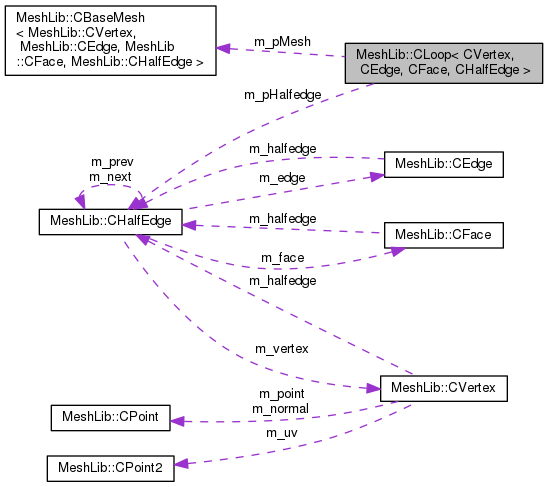 MeshLib::CBaseMesh
< MeshLib::CVertex,
MeshLib::CEdge, MeshLib
::CFace, MeshLib::CHalfEdge >
m_pMesh
MeshLib::CLoop< CVertex,
CEdge, CFace, CHalfEdge >
m_pHalfedge
m_prev
m_next
m_halfedge
MeshLib::CEdge
m_edge
MeshLib::CHalfEdge
m_halfedge
MeshLib::CFace
m_face
m_halfedge
m_vertex
MeshLib::CVertex
m_point
m_normal
MeshLib::CPoint
m_uv
MeshLib::CPoint2